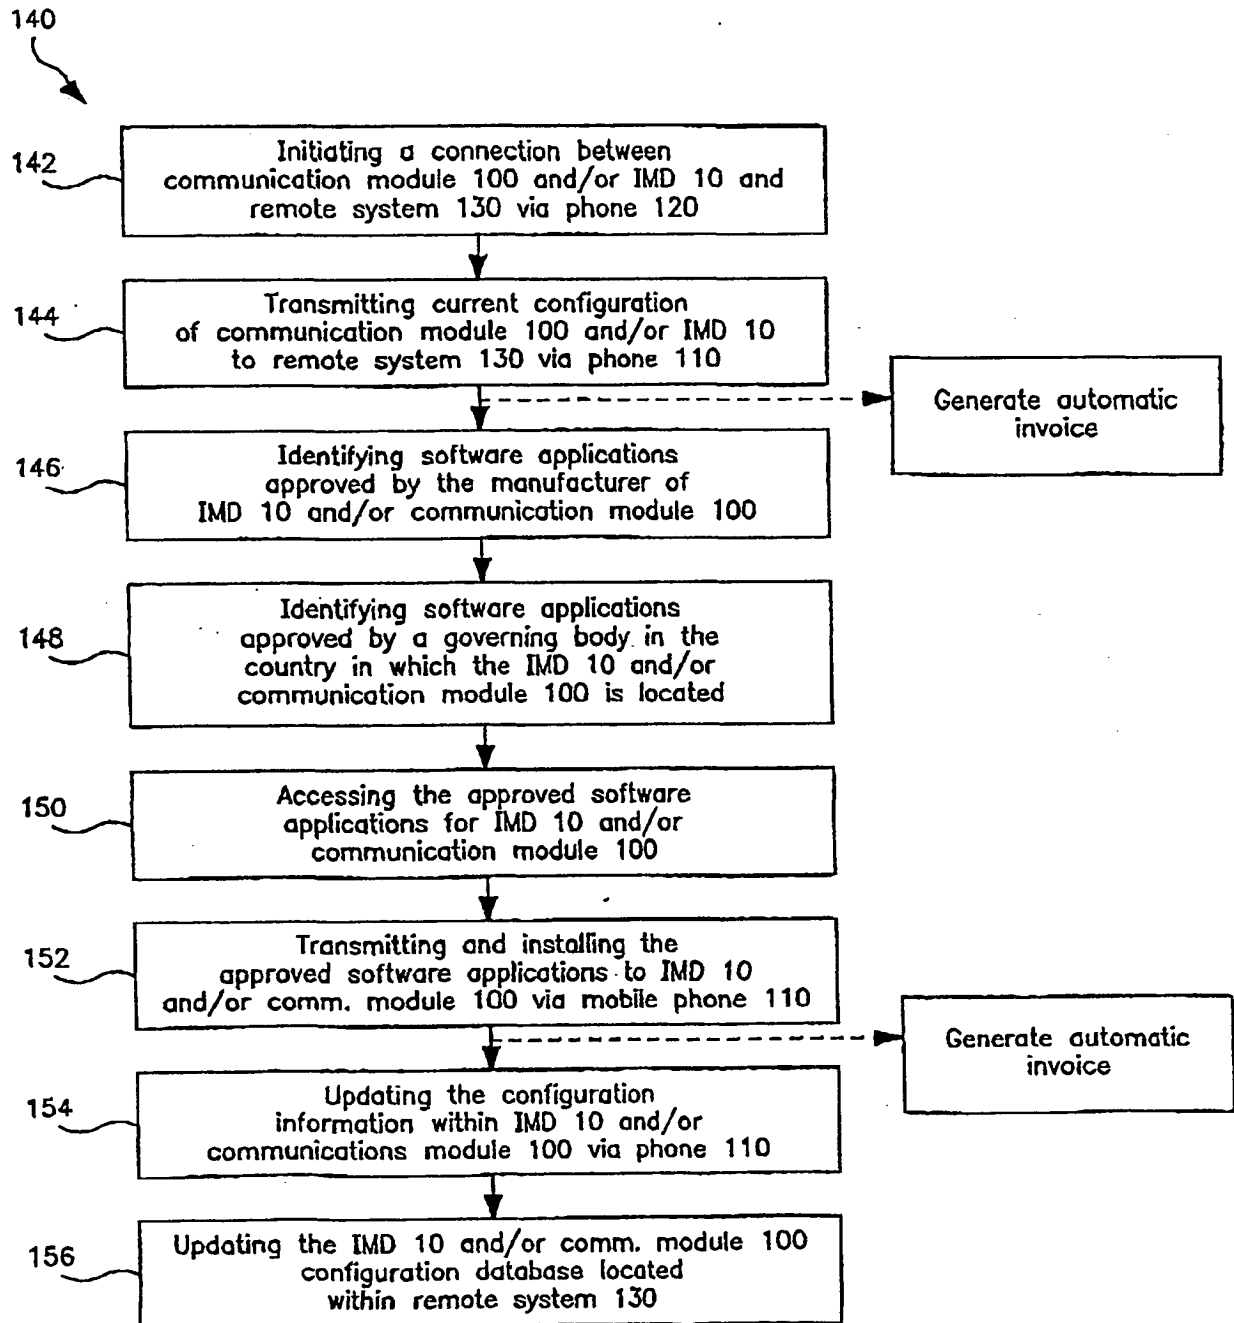 140
142
Initiating a connection between
communication module 100 and/or IMD 10 and
remote system 130 via phone 120
144
Transmitting current configuration
of communication module 100 and/or IMD 10
to remote system 130 via phone 110
Generate automatic
invoice
146
Identifying software applications
approved by the manufacturer of
IMD 10 and/or communication module 100
148
Identifying software applications
approved by a governing body in the
country in which the IMD 10 and/or
communication module 100 is located
150
Accessing the approved software
applications for IMD 10 and/or
communication module 100
152
Transmitting and installing the
approved software applications to IMD 10
and/or comm. module 100 via mobile phone 110
Generate automatic
invoice
154
Updating the configuration
information within IMD 10 and/or
communications module 100 via phone 110
156
Updating the IMD 10 and/or comm. module 100
configuration database located
within remote system 130